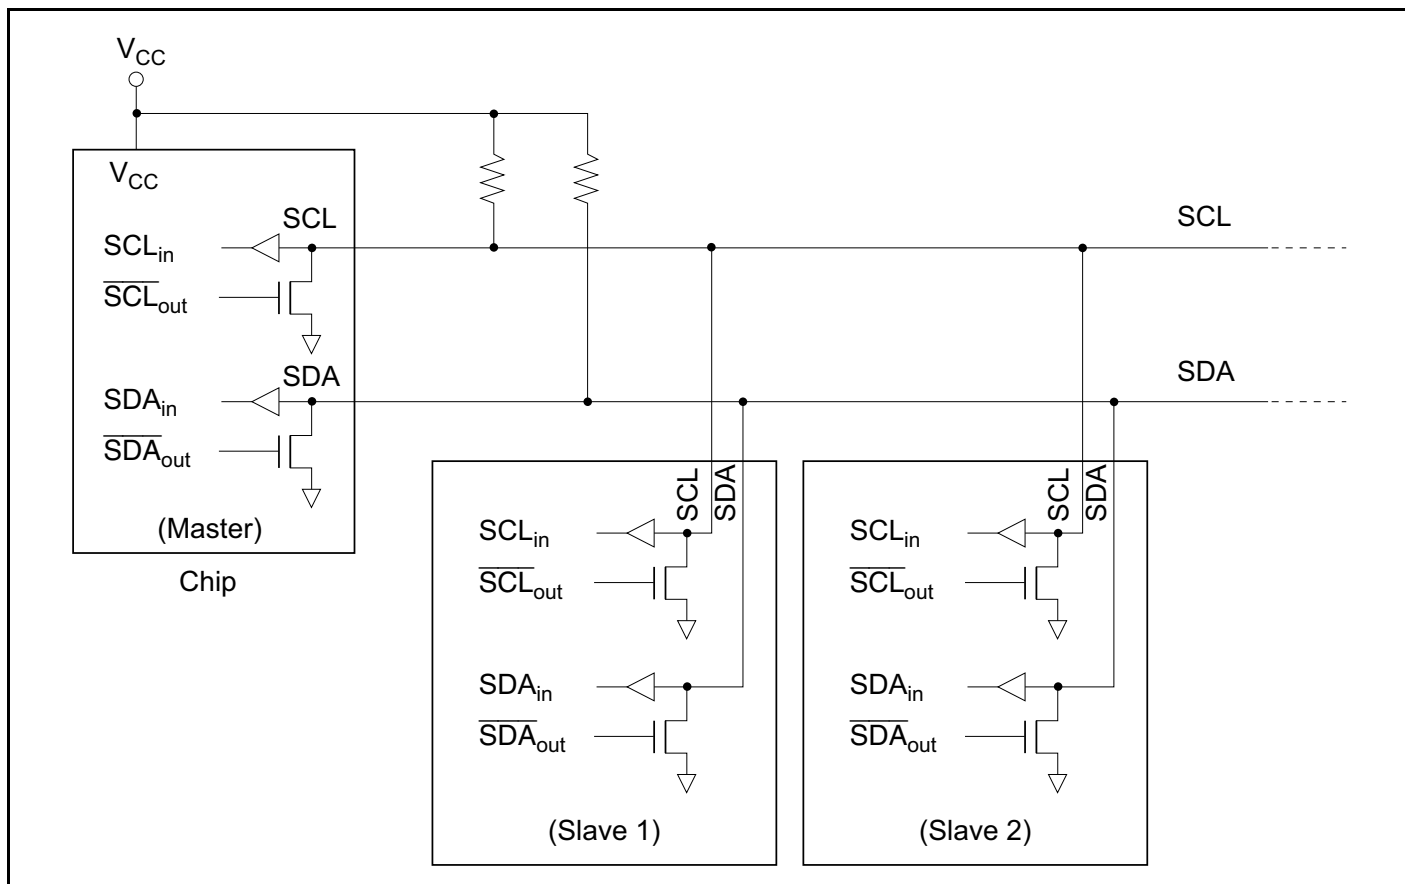 VCC
VCC
SCL
SCLin
SCLout
SDA
SDAin
SDAout
(Master)
Chip
SCL
SDA
SCL
SDA
SCLin
SCLout
SDAin
SDAout
(Slave 1)
SCL
SDA
SCLin
SCLout
SDAin
SDAout
(Slave 2)